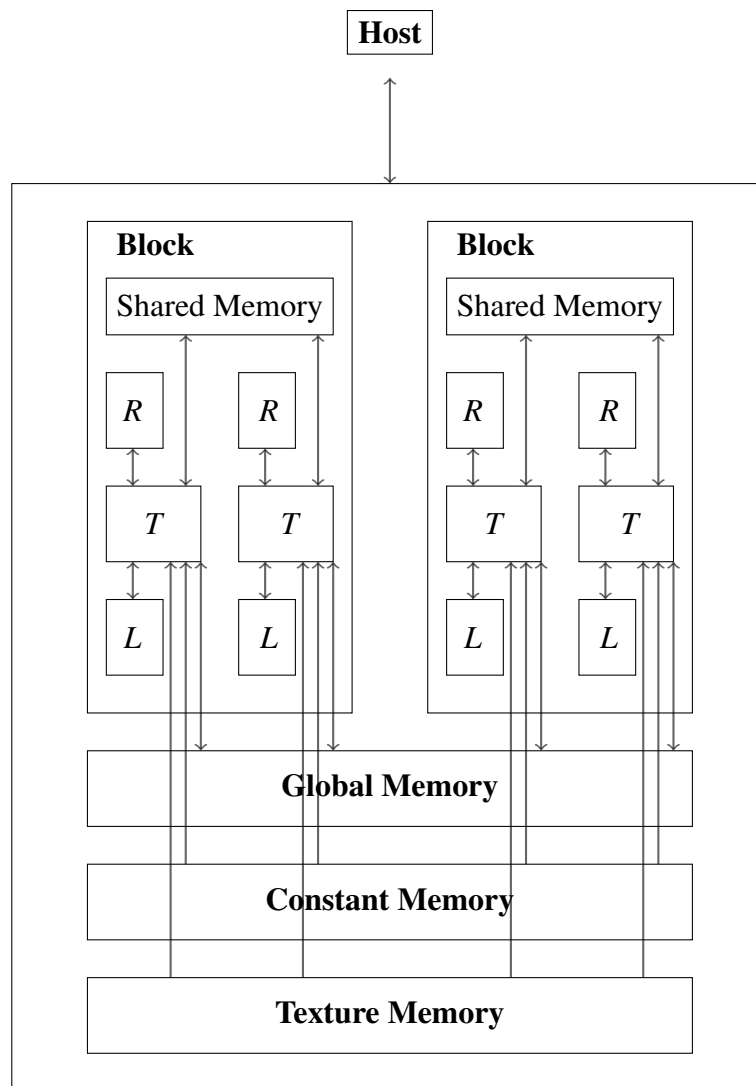 Host
Block Block
Shared Memory Shared Memory
R R R R
T T T T
L L L L
Global Memory
Constant Memory
Texture Memory